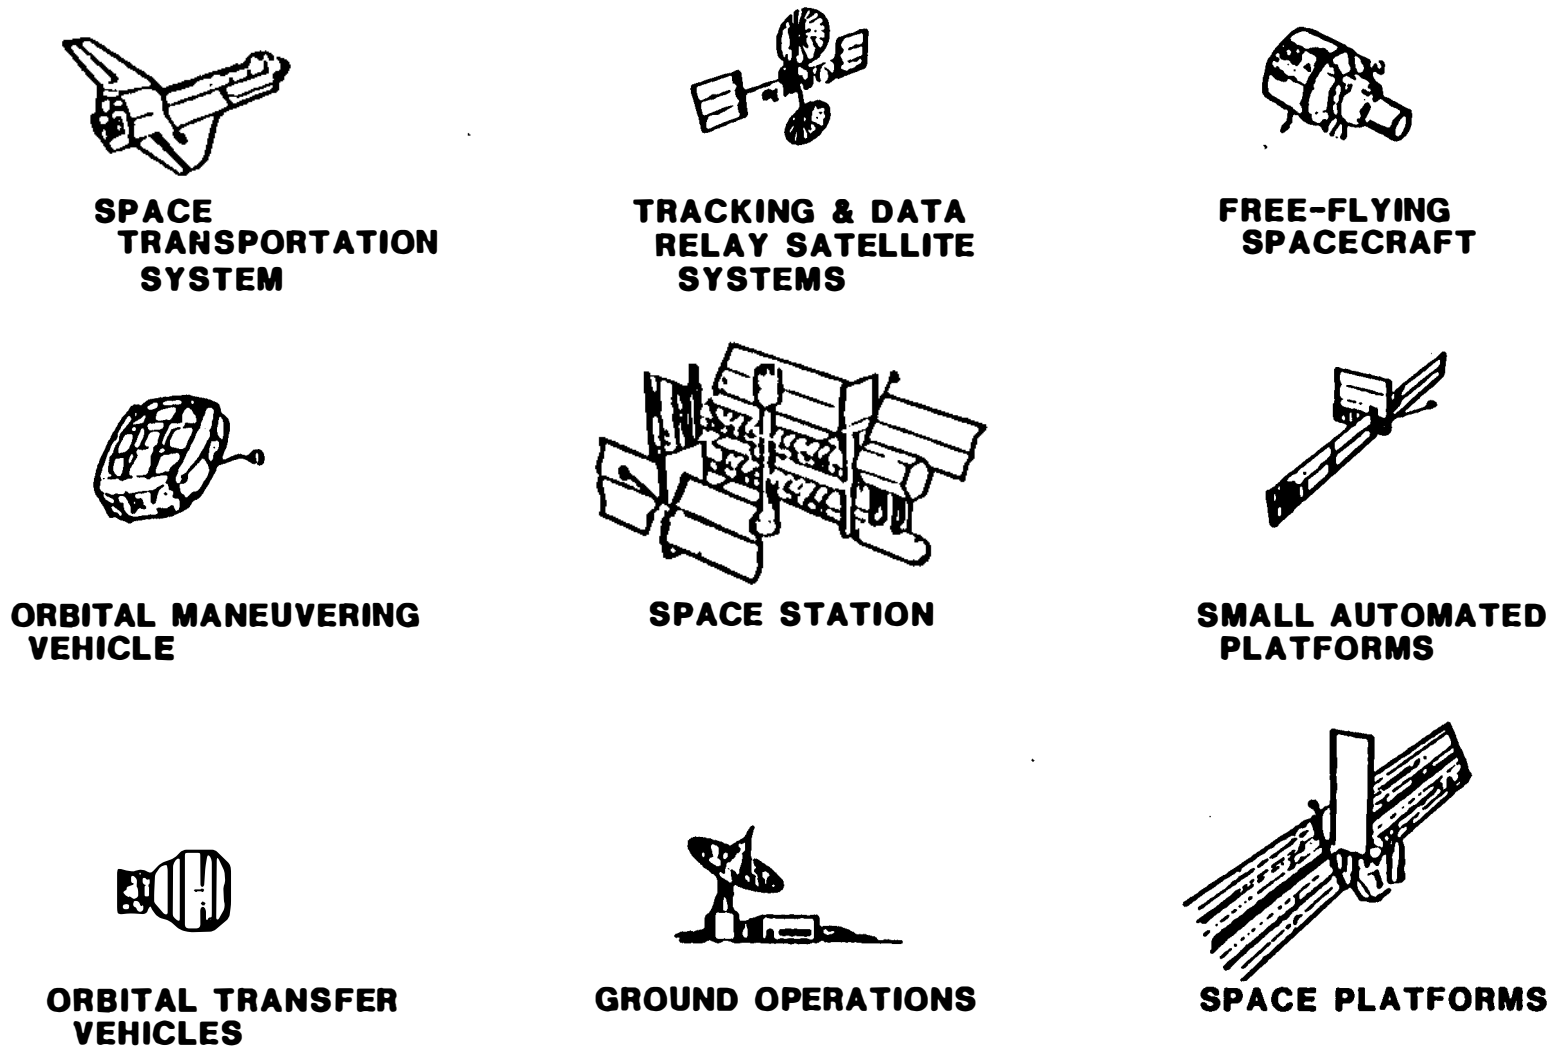 SPACE
TRANSPORTATION
SYSTEM
TRACKING & DATA
RELAY SATELLITE
SYSTEMS
FREE-FLYING
SPACECRAFT
ORBITAL MANEUVERING
VEHICLE
SPACE STATION
SMALL AUTOMATED
PLATFORMS
ORBITAL TRANSFER
VEHICLES
GROUND OPERATIONS
SPACE PLATFORMS